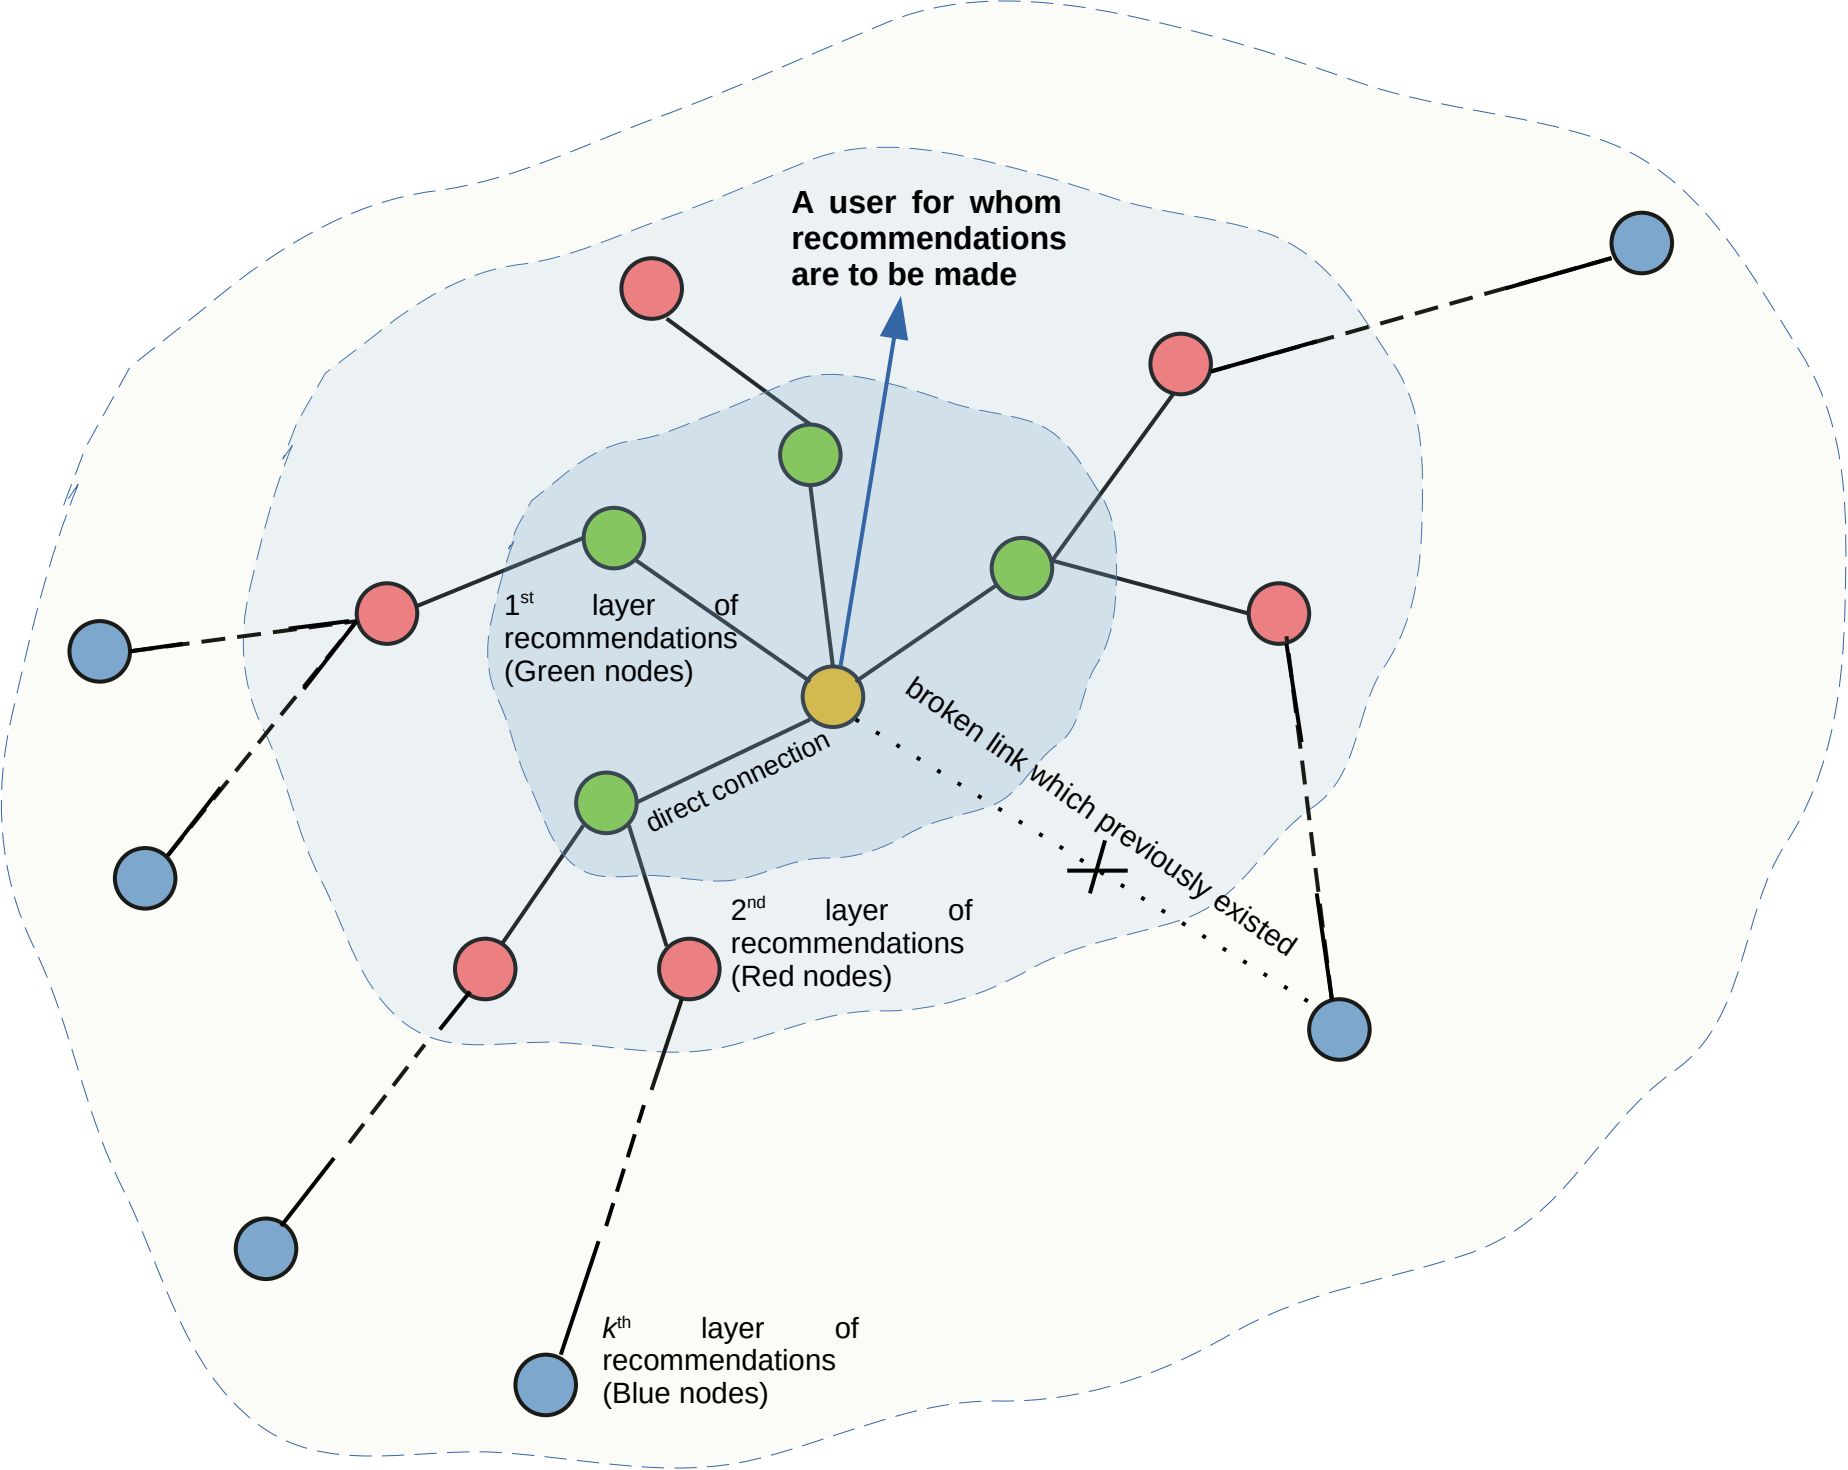 A user for whom
recommendations
are to be made
1st layer of
recommendations
(Green nodes)
broken link which previously existed
direct connection
2nd layer of
recommendations
(Red nodes)
kth layer of
recommendations
(Blue nodes)